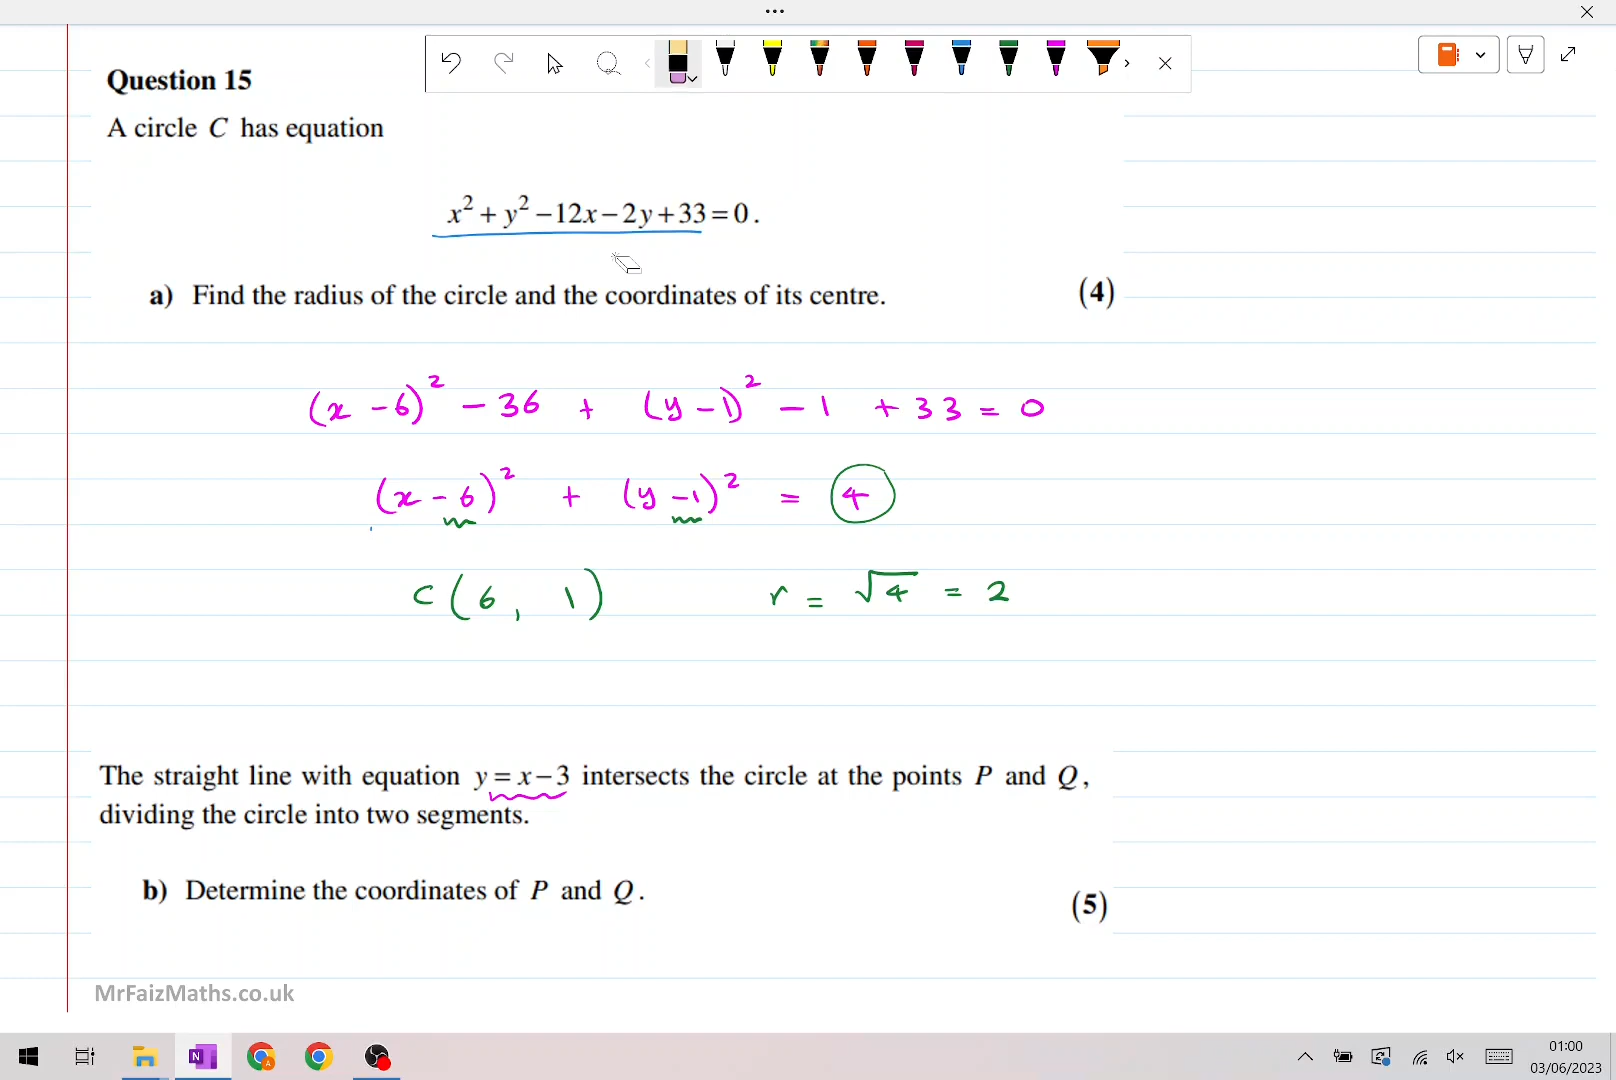 Question 15
A circle C has equation
x² + y² − 12x − 2y + 33 = 0.
a) Find the radius of the circle and the coordinates of its centre. (4)
(x − 6)² − 36 + (y − 1)² − 1 + 33 = 0
(x − 6)² + (y − 1)² = 4
C (6, 1) r = √4 = 2
The straight line with equation y = x − 3 intersects the circle at the points P and Q,
dividing the circle into two segments.
b) Determine the coordinates of P and Q. (5)
MrFaizMaths.co.uk
01:00
03/06/2023